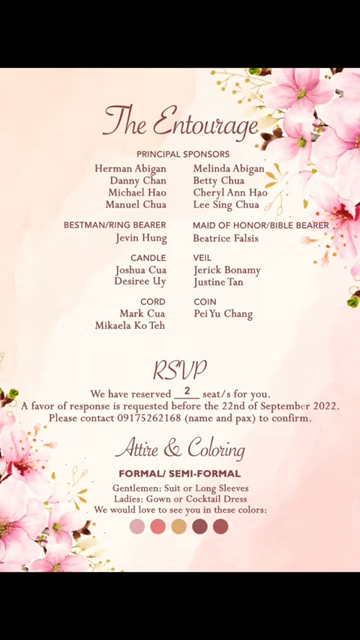 The Entourage
PRINCIPAL SPONSORS
Herman Abigan
Danny Chan
Michael Hao
Manuel Chua
Melinda Abigan
Betty Chua
Cheryl Ann Hao
Lee Sing Chua
BESTMAN/RING BEARER
Jevin Hung
MAID OF HONOR/BIBLE BEARER
Beatrice Falsis
CANDLE
Joshua Cua
Desiree Uy
VEIL
Jerick Bonamy
Justine Tan
CORD
Mark Cua
Mikaela Ko Teh
COIN
Pei Yu Chang
RSVP
We have reserved 2 seat/s for you.
A favor of response is requested before the 22nd of September 2022.
Please contact 09175262168 (name and pax) to confirm.
Attire & Coloring
FORMAL/ SEMI-FORMAL
Gentlemen: Suit or Long Sleeves
Ladies: Gown or Cocktail Dress
We would love to see you in these colors: